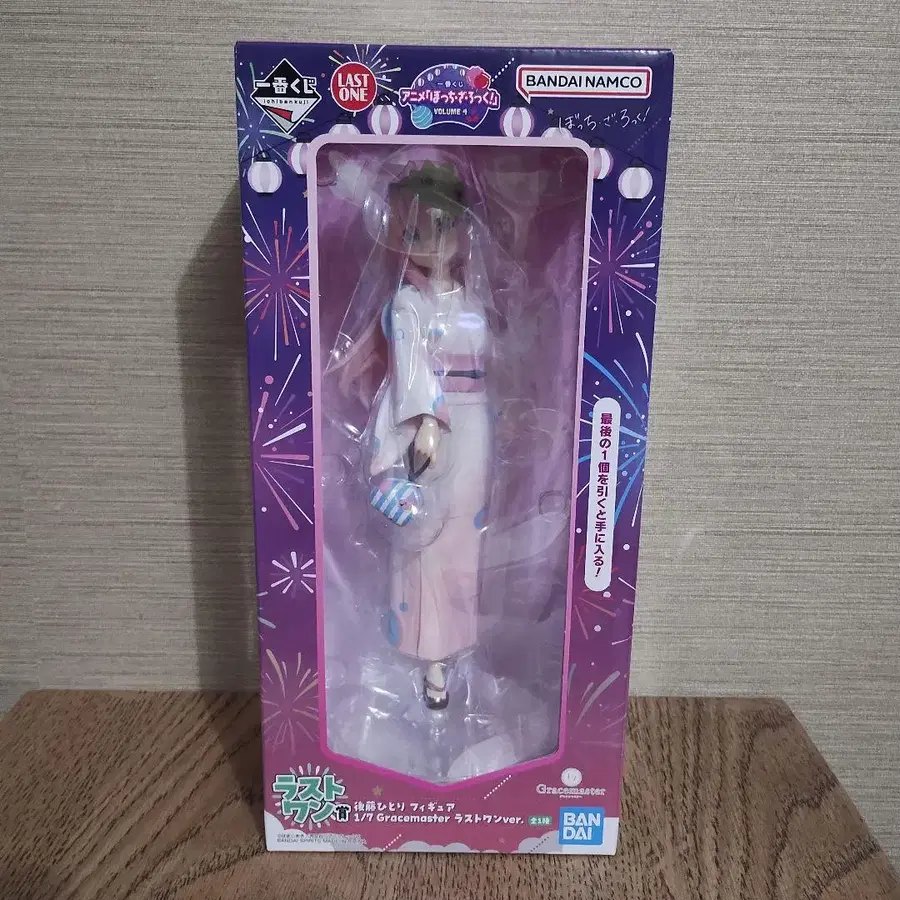 一番くじ
ichibankuji
LAST
ONE
一番くじ
アニメ「ぼっち・ざ・ろっく!」
VOLUME 4
BANDAI NAMCO
ぼっち・ざ・ろっく!
最後の1個を引くと手に入る!
ラスト
ワン賞
後藤ひとり フィギュア
1/7 Gracemaster ラストワンver. 全1種
1/7
Gracemaster
BAN
DAI